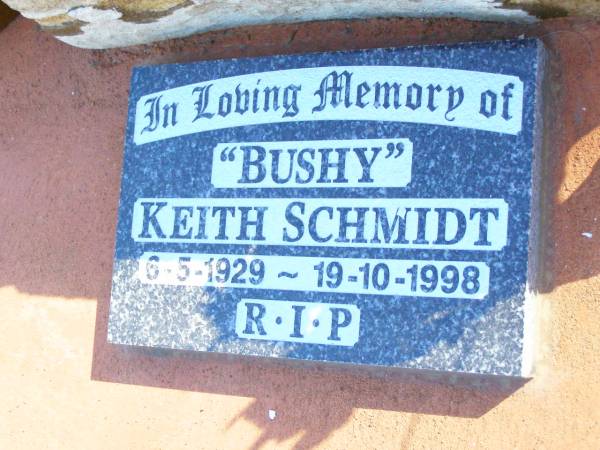 In Loving Memory of
"BUSHY"
KEITH SCHMIDT
6-5-1929 ~ 19-10-1998
R·I·P